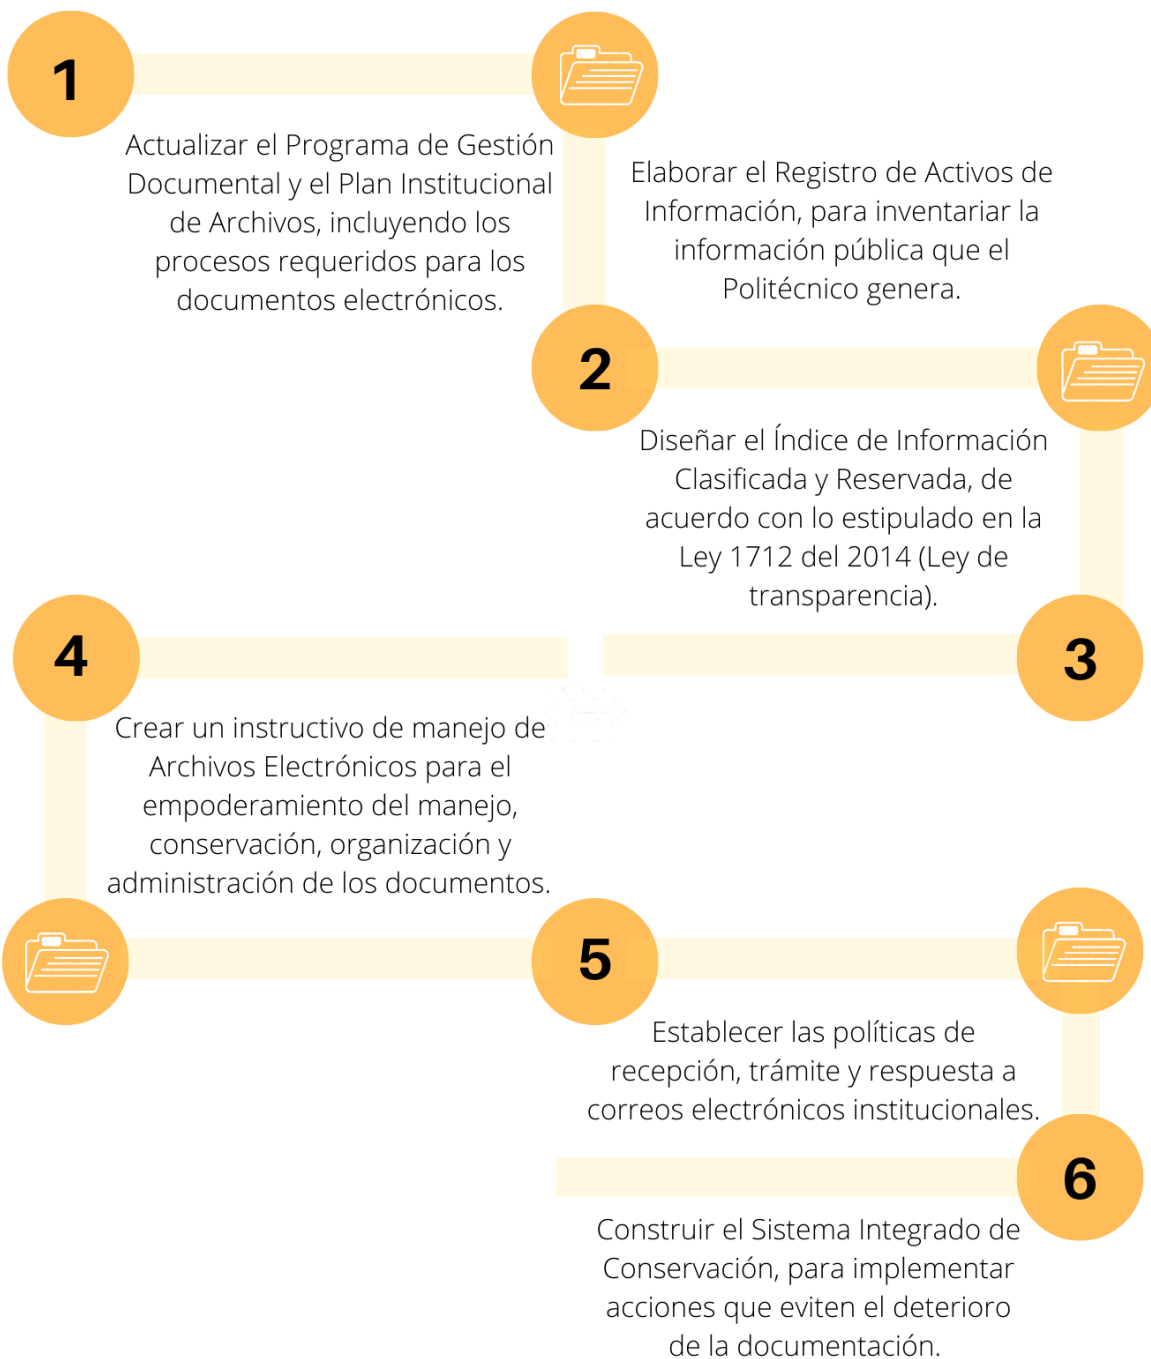 1
Actualizar el Programa de Gestión
Documental y el Plan Institucional
de Archivos, incluyendo los
procesos requeridos para los
documentos electrónicos.
Elaborar el Registro de Activos de
Información, para inventariar la
información pública que el
Politécnico genera.
2
Diseñar el Índice de Información
Clasificada y Reservada, de
acuerdo con lo estipulado en la
Ley 1712 del 2014 (Ley de
transparencia).
3
4
Crear un instructivo de manejo de
Archivos Electrónicos para el
empoderamiento del manejo,
conservación, organización y
administración de los documentos.
5
Establecer las políticas de
recepción, trámite y respuesta a
correos electrónicos institucionales.
6
Construir el Sistema Integrado de
Conservación, para implementar
acciones que eviten el deterioro
de la documentación.